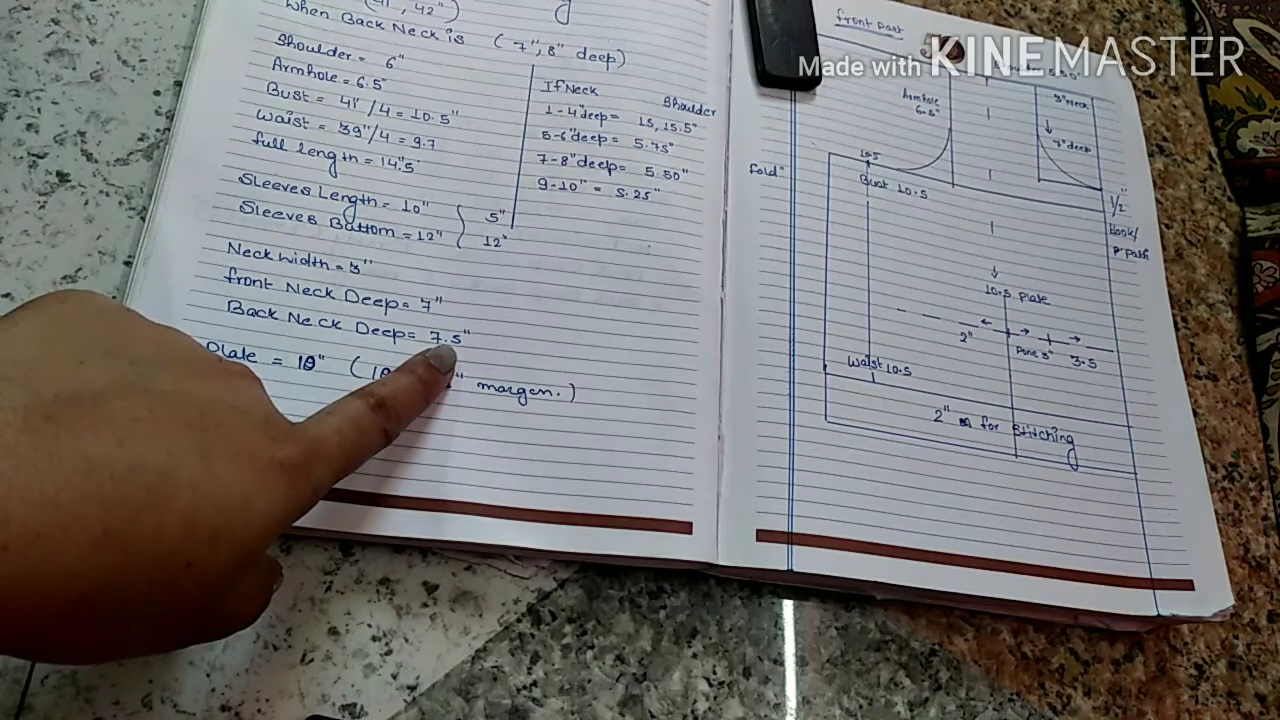 (41", 42")
When Back Neck is (7", 8" deep)
Shoulder = 6"
Armhole = 6.5"
Bust = 41"/4 = 10.5"
Waist = 39"/4 = 9.7
full length = 14".5
Sleeves Length = 10"
Sleeves Buttom = 12"
5"
12"
Neck width = 3"
front Neck Deep = 7"
Back Neck Deep = 7.5"
Plate = 10"
" margen.)
If Neck Shoulder
1-4" deep = 15, 15.5"
5-6" deep = 5.75"
7-8" deep = 5.50"
9-10" = 5.25"
front Part
Made with KINEMASTER
Armhole
6.5"
3" Neck
7" deep
Fold"
10.5
Bust 10.5
1/2"
Hook/
Path
10.5 Plate
2"
3.5
Waist 10.5
2" for stitching